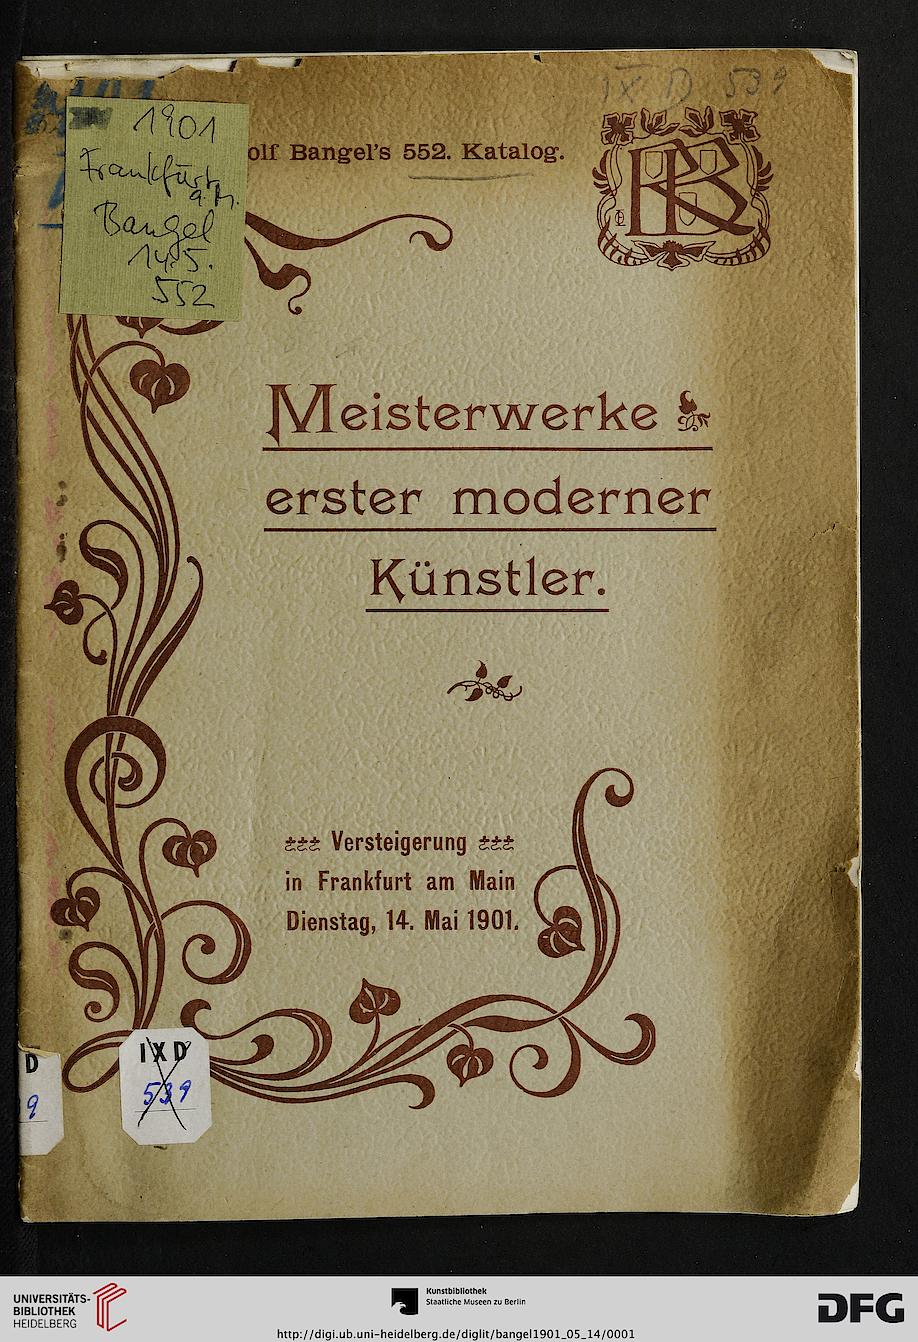 IX D 539
1901
Frankfurt
a. M.
Bangel
14.5.
552
olf Bangel's 552. Katalog.
RB
Meisterwerke
erster moderner
Künstler.
Versteigerung
in Frankfurt am Main
Dienstag, 14. Mai 1901.
D
9
IXD
539
UNIVERSITÄTS-
BIBLIOTHEK
HEIDELBERG
Kunstbibliothek
Staatliche Museen zu Berlin
DFG
http://digi.ub.uni-heidelberg.de/diglit/bangel1901_05_14/0001